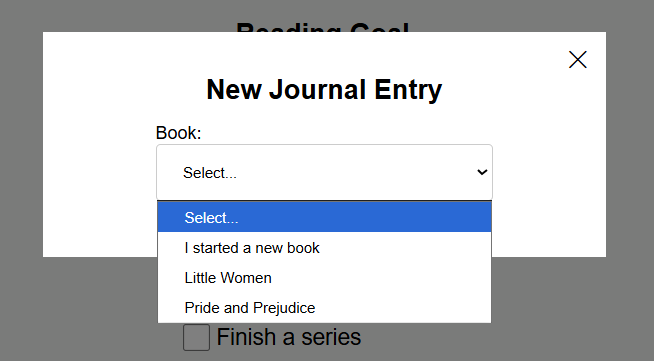 Reading Goal
New Journal Entry
Book:
Select...
Select...
I started a new book
Little Women
Pride and Prejudice
Finish a series